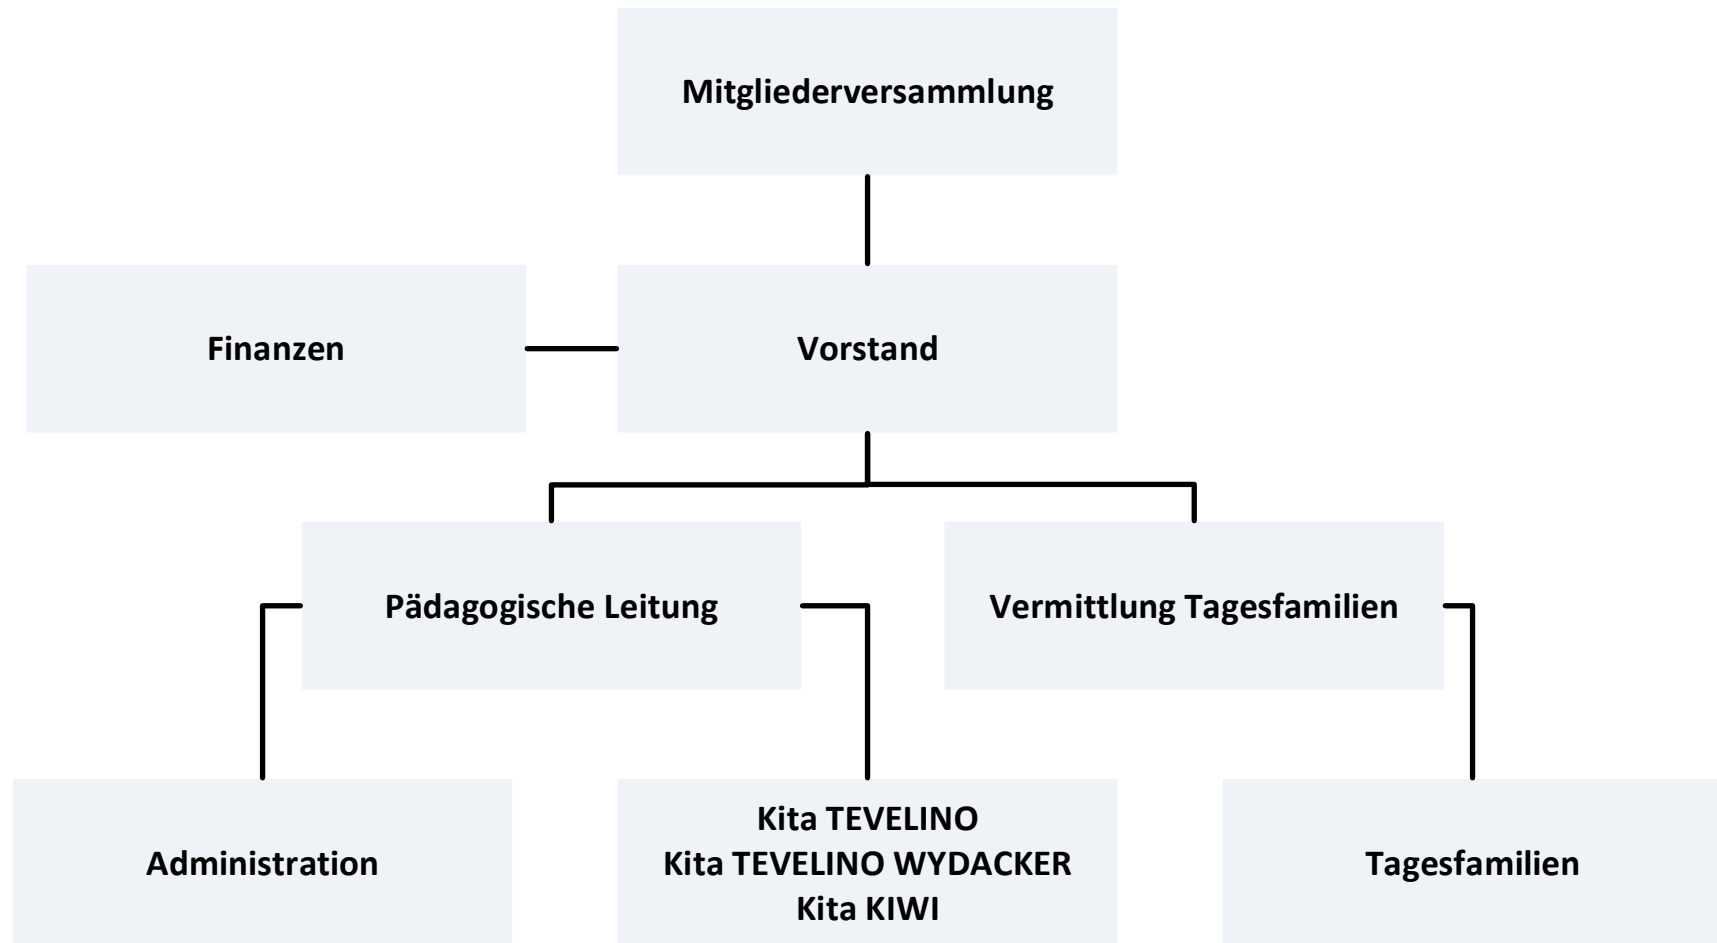 Mitgliederversammlung
Finanzen
Vorstand
Pädagogische Leitung
Vermittlung Tagesfamilien
Administration
Kita TEVELINO
Kita TEVELINO WYDACKER
Kita KIWI
Tagesfamilien